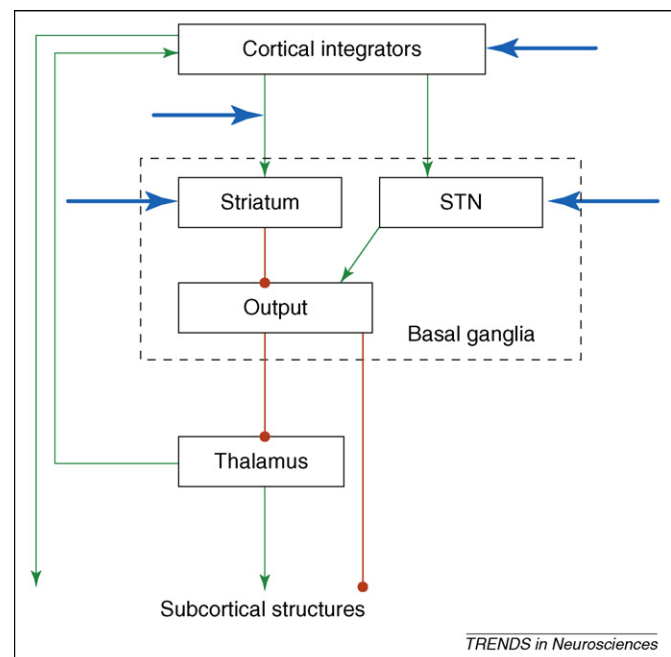 Cortical integrators
Striatum
STN
Output
Basal ganglia
Thalamus
Subcortical structures
TRENDS in Neurosciences